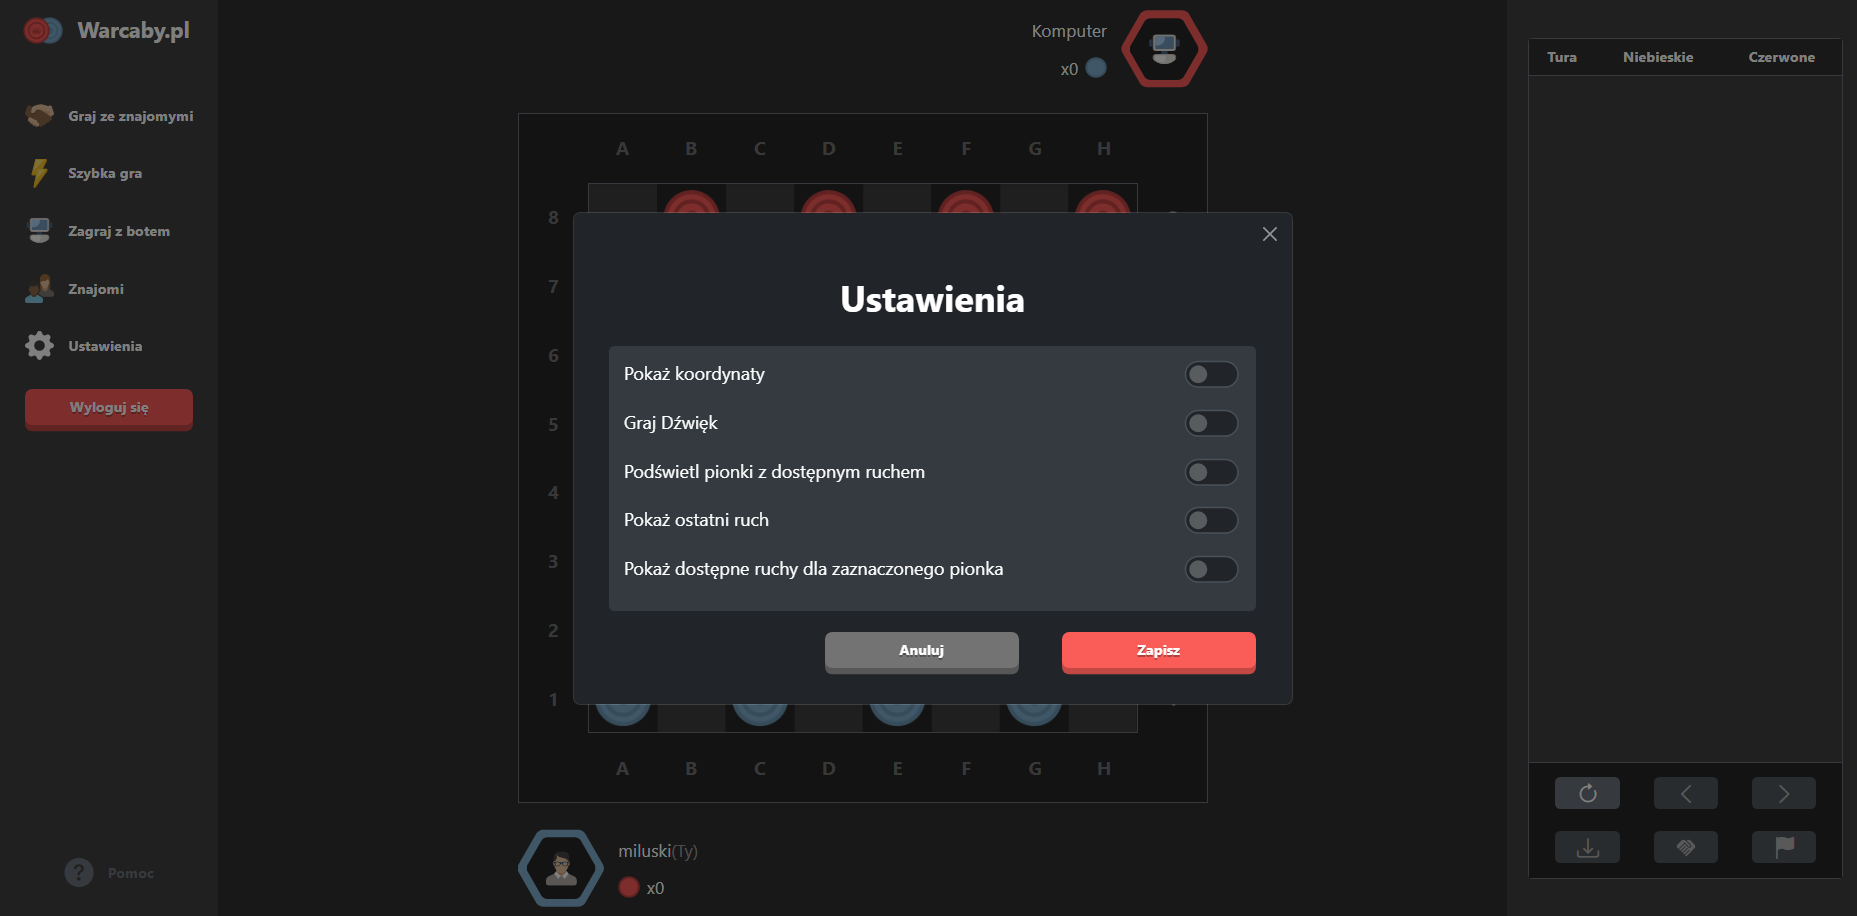 Warcaby.pl
Graj ze znajomymi
Szybka gra
Zagraj z botem
Znajomi
Ustawienia
Wyloguj się
? Pomoc
Komputer
x0
A B C D E F G H
8
7
6
5
4
3
2
1
A B C D E F G H
miluski(Ty)
x0
Ustawienia
Pokaż koordynaty
Graj Dźwięk
Podświetl pionki z dostępnym ruchem
Pokaż ostatni ruch
Pokaż dostępne ruchy dla zaznaczonego pionka
Anuluj Zapisz
Tura Niebieskie Czerwone